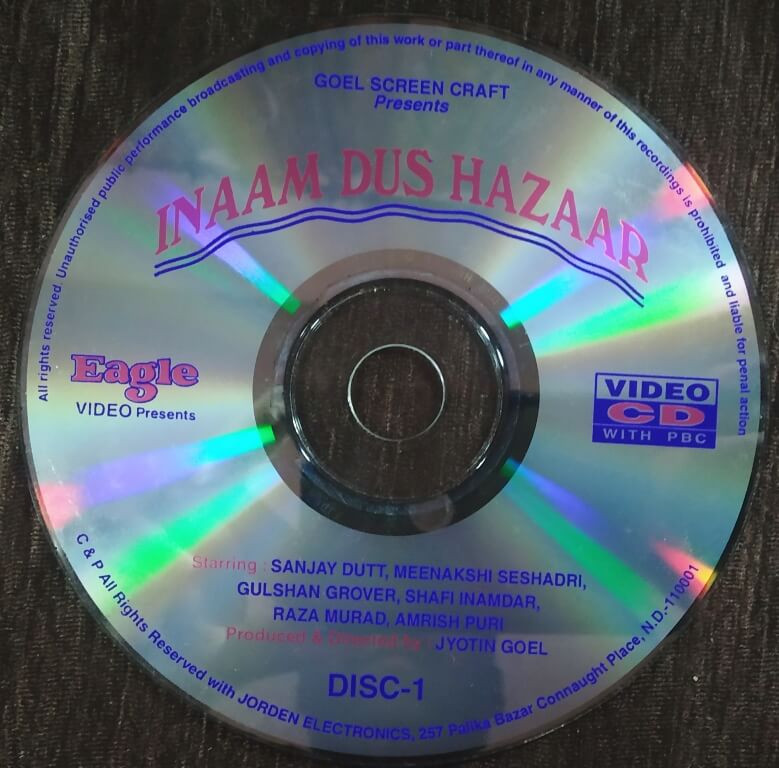 All rights reserved. Unauthorised public performance broadcasting and copying of this work or part thereof in any manner of this recordings is prohibited and liable for penal action
GOEL SCREEN CRAFT
Presents
INAAM DUS HAZAAR
Eagle
VIDEO Presents
VIDEO
CD
WITH PBC
Starring : SANJAY DUTT, MEENAKSHI SESHADRI,
GULSHAN GROVER, SHAFI INAMDAR,
RAZA MURAD, AMRISH PURI
Produced & Directed by : JYOTIN GOEL
DISC-1
C & P All Rights Reserved with JORDEN ELECTRONICS, 257 Palika Bazar Connaught Place, N.D.-110001